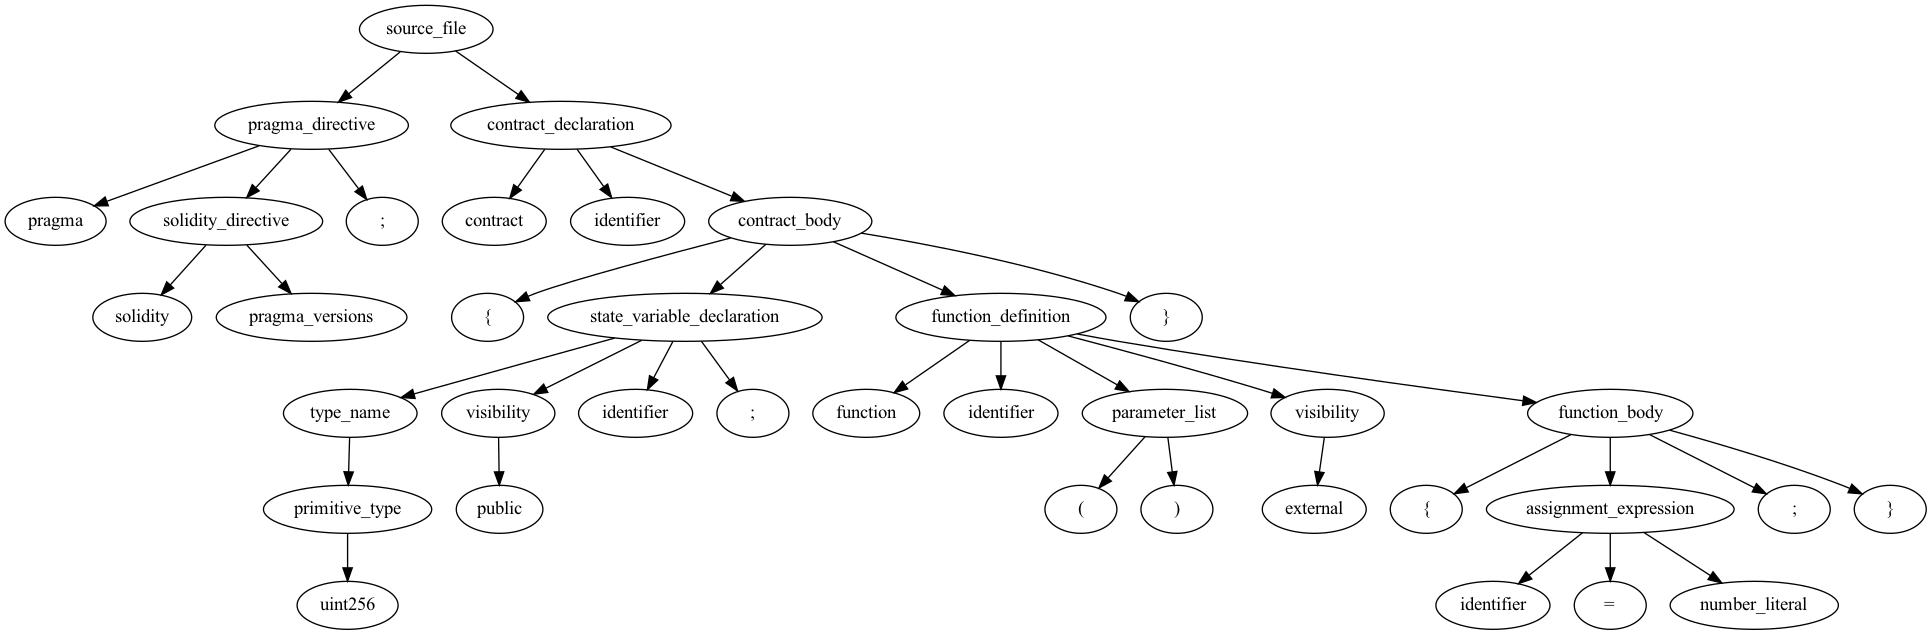 source_file
pragma_directive contract_declaration
pragma solidity_directive ; contract identifier contract_body
solidity pragma_versions { state_variable_declaration function_definition }
type_name visibility identifier ; function identifier parameter_list visibility function_body
primitive_type public ( ) external { assignment_expression ; }
uint256 identifier = number_literal